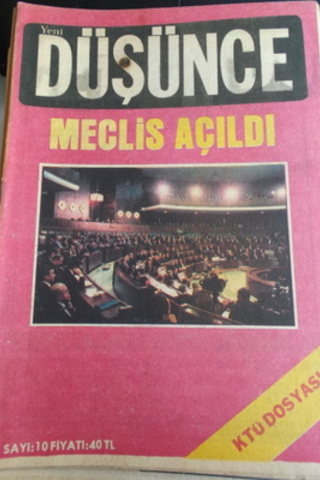 Yeni
DÜŞÜNCE
MECLİS AÇILDI
KTÜ DOSYASI
SAYI:10 FİYATI:40 TL